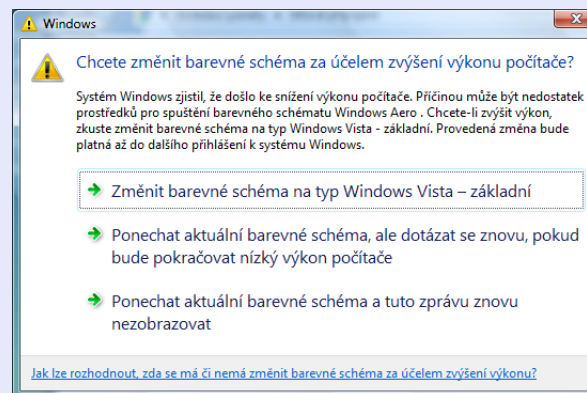 Windows
Chcete změnit barevné schéma za účelem zvýšení výkonu počítače?
Systém Windows zjistil, že došlo ke snížení výkonu počítače. Příčinou může být nedostatek
prostředků pro spuštění barevného schématu Windows Aero . Chcete-li zvýšit výkon,
zkuste změnit barevné schéma na typ Windows Vista - základní. Provedená změna bude
platná až do dalšího přihlášení k systému Windows.
Změnit barevné schéma na typ Windows Vista – základní
Ponechat aktuální barevné schéma, ale dotázat se znovu, pokud
bude pokračovat nízký výkon počítače
Ponechat aktuální barevné schéma a tuto zprávu znovu
nezobrazovat
Jak lze rozhodnout, zda se má či nemá změnit barevné schéma za účelem zvýšení výkonu?